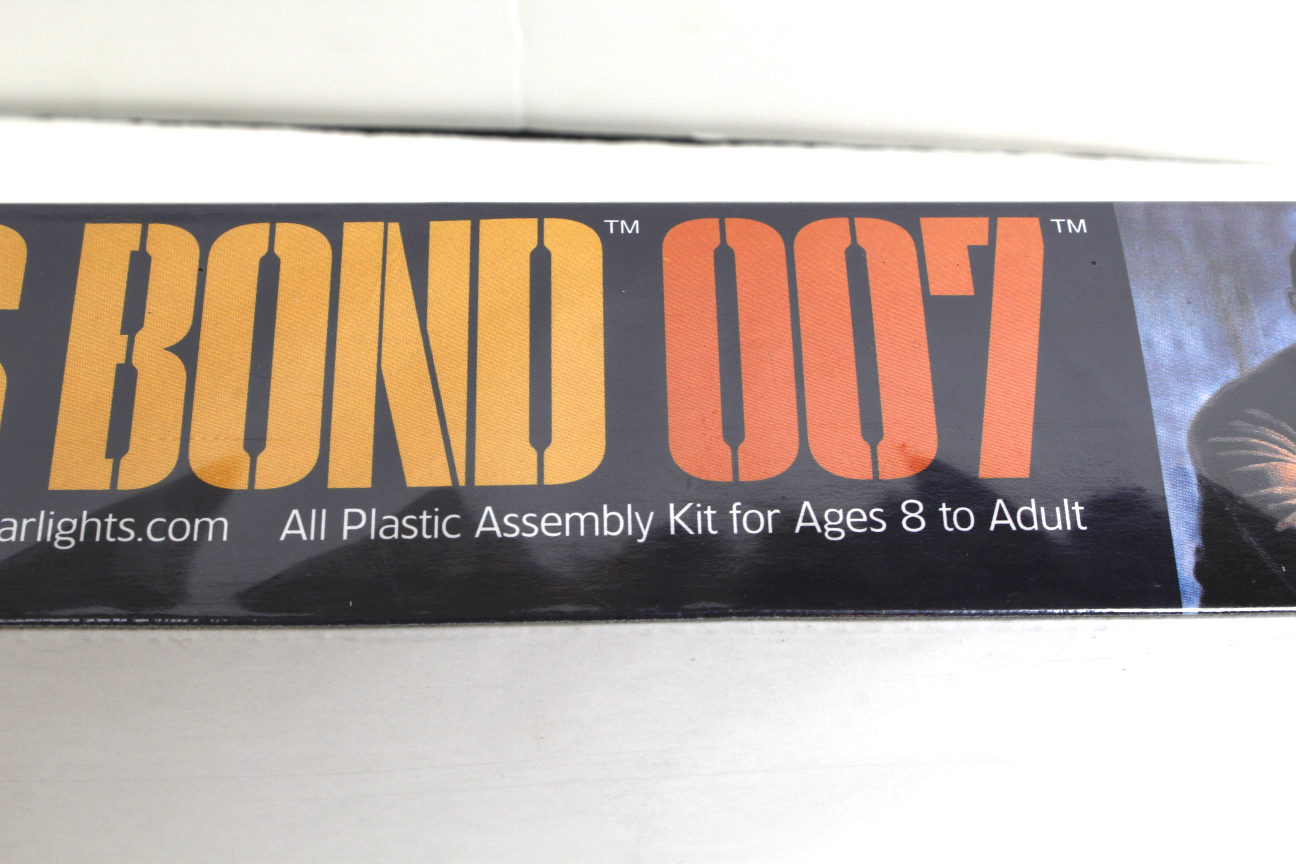 S BOND™ 007™
arlights.com All Plastic Assembly Kit for Ages 8 to Adult